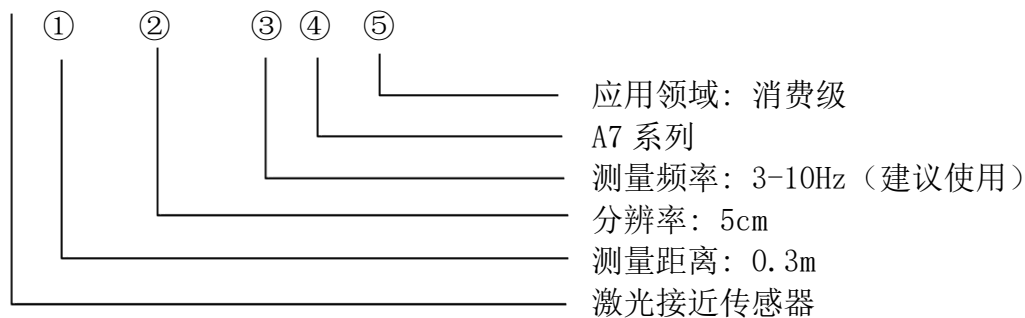 ① ② ③ ④ ⑤
应用领域: 消费级
A7 系列
测量频率: 3-10Hz（建议使用）
分辨率: 5cm
测量距离: 0.3m
激光接近传感器